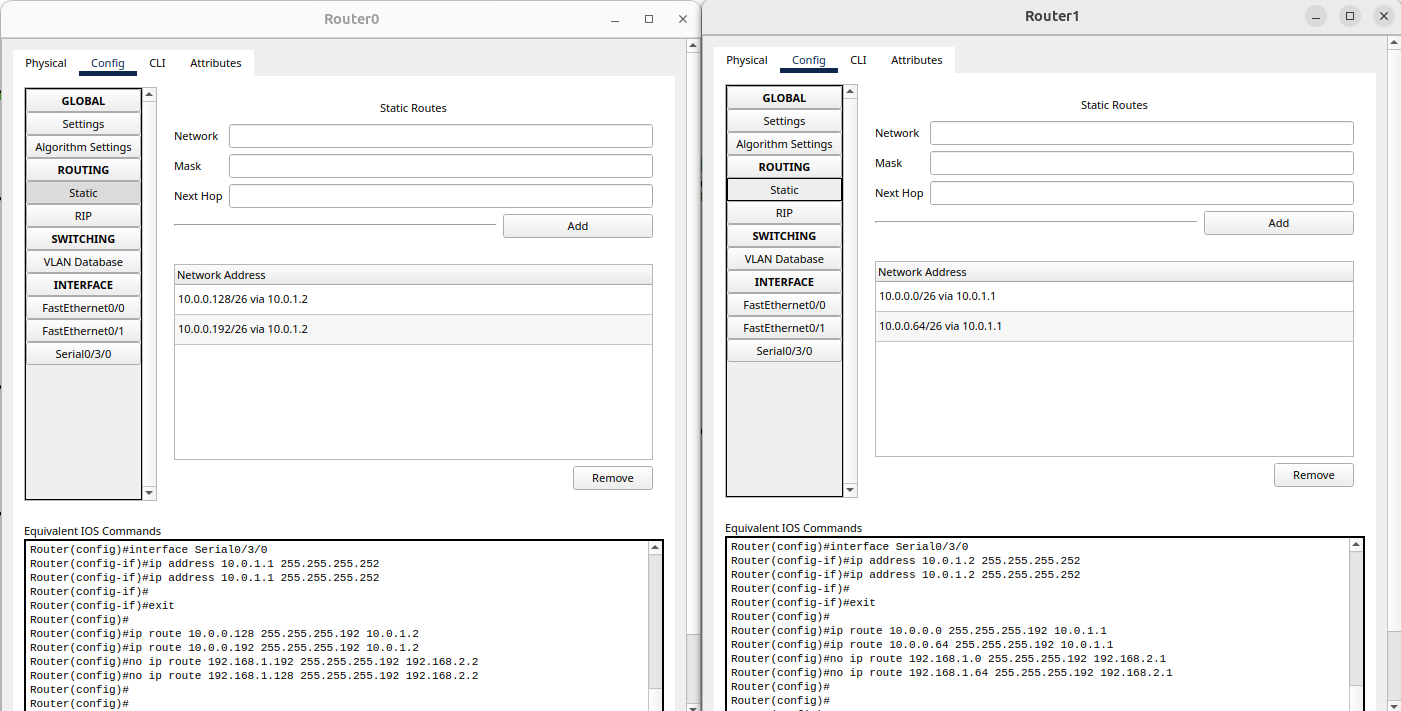 Router0
Physical Config CLI Attributes
GLOBAL
Settings
Algorithm Settings
ROUTING
Static
RIP
SWITCHING
VLAN Database
INTERFACE
FastEthernet0/0
FastEthernet0/1
Serial0/3/0
Static Routes
Network
Mask
Next Hop
Add
Network Address
10.0.0.128/26 via 10.0.1.2
10.0.0.192/26 via 10.0.1.2
Remove
Equivalent IOS Commands
Router(config)#interface Serial0/3/0
Router(config-if)#ip address 10.0.1.1 255.255.255.252
Router(config-if)#ip address 10.0.1.1 255.255.255.252
Router(config-if)#
Router(config-if)#exit
Router(config)#
Router(config)#ip route 10.0.0.128 255.255.255.192 10.0.1.2
Router(config)#ip route 10.0.0.192 255.255.255.192 10.0.1.2
Router(config)#no ip route 192.168.1.192 255.255.255.192 192.168.2.2
Router(config)#no ip route 192.168.1.128 255.255.255.192 192.168.2.2
Router(config)#
Router(config)#
Router1
Physical Config CLI Attributes
GLOBAL
Settings
Algorithm Settings
ROUTING
Static
RIP
SWITCHING
VLAN Database
INTERFACE
FastEthernet0/0
FastEthernet0/1
Serial0/3/0
Static Routes
Network
Mask
Next Hop
Add
Network Address
10.0.0.0/26 via 10.0.1.1
10.0.0.64/26 via 10.0.1.1
Remove
Equivalent IOS Commands
Router(config)#interface Serial0/3/0
Router(config-if)#ip address 10.0.1.2 255.255.255.252
Router(config-if)#ip address 10.0.1.2 255.255.255.252
Router(config-if)#
Router(config-if)#exit
Router(config)#
Router(config)#ip route 10.0.0.0 255.255.255.192 10.0.1.1
Router(config)#ip route 10.0.0.64 255.255.255.192 10.0.1.1
Router(config)#no ip route 192.168.1.0 255.255.255.192 192.168.2.1
Router(config)#no ip route 192.168.1.64 255.255.255.192 192.168.2.1
Router(config)#
Router(config)#